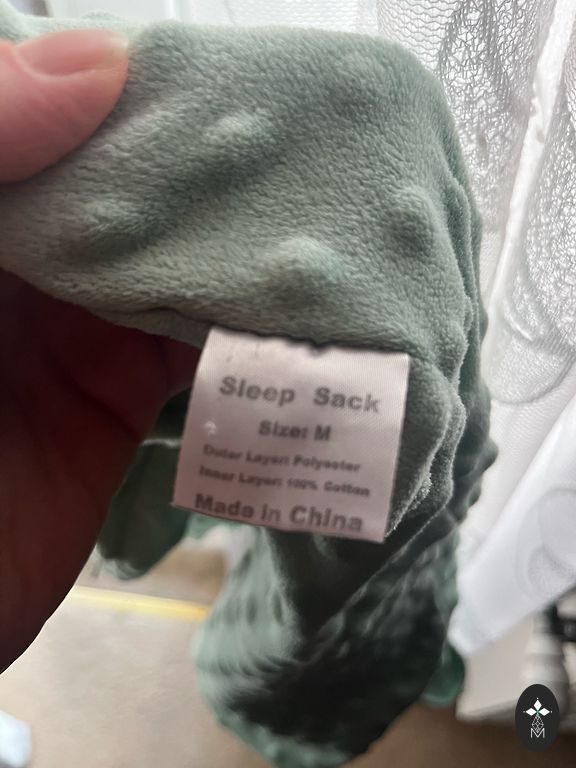 Sleep Sack
Size: M
Outer Layer: Polyester
Inner Layer: 100% Cotton
Made in China
M